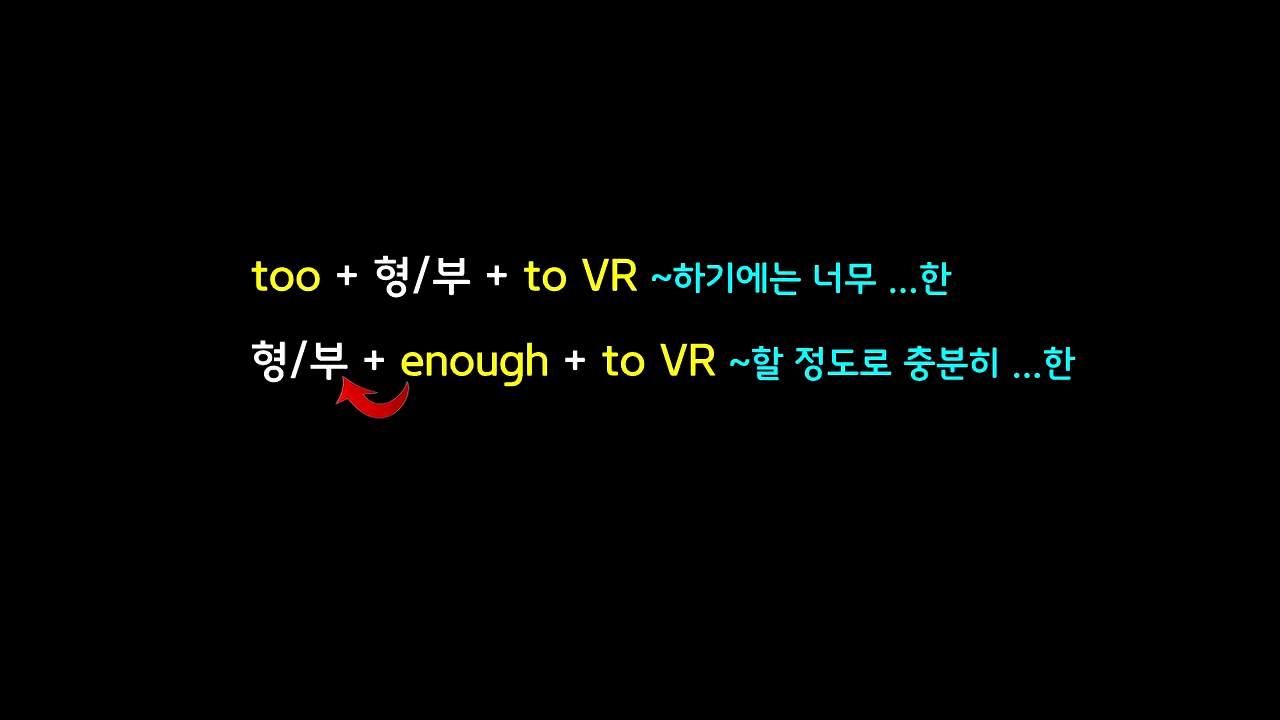 too + 형/부 + to VR ~하기에는 너무 ...한
형/부 + enough + to VR ~할 정도로 충분히 ...한